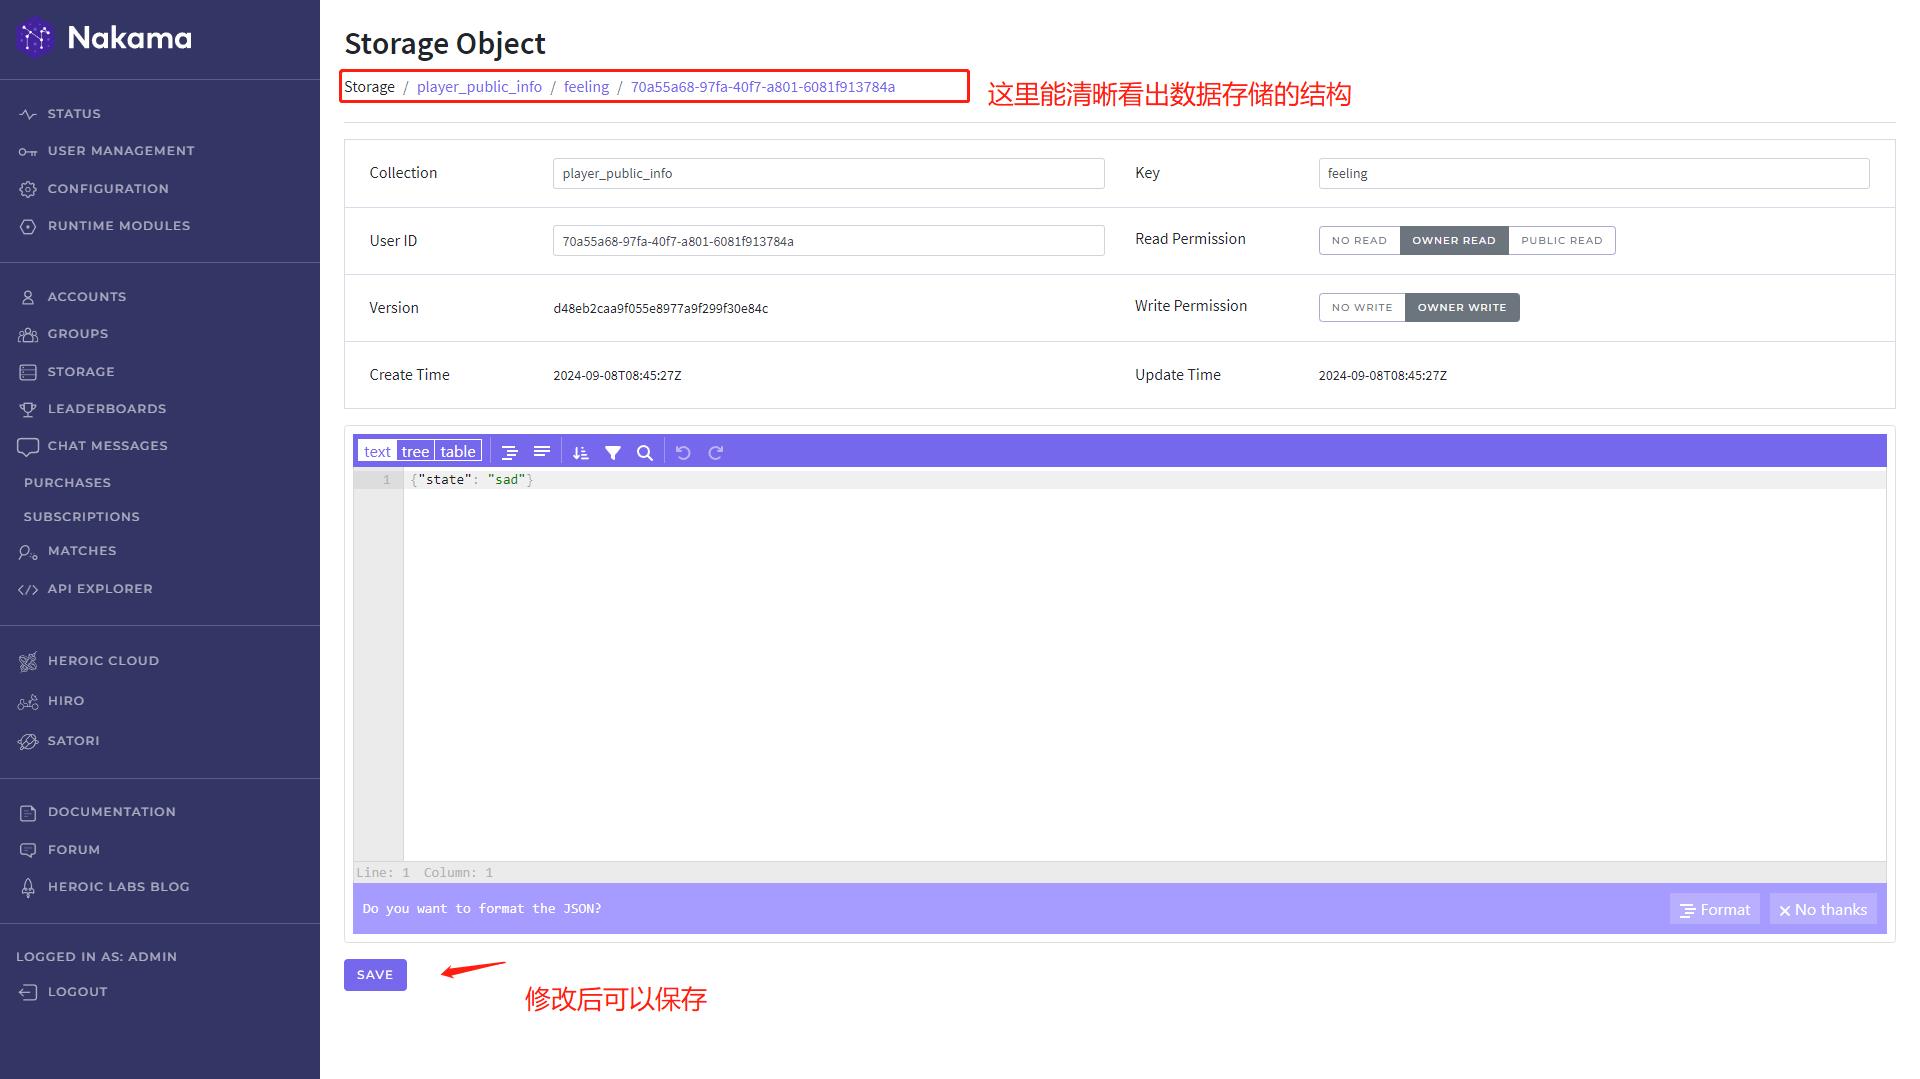 Nakama
STATUS
USER MANAGEMENT
CONFIGURATION
RUNTIME MODULES
ACCOUNTS
GROUPS
STORAGE
LEADERBOARDS
CHAT MESSAGES
PURCHASES
SUBSCRIPTIONS
MATCHES
API EXPLORER
HEROIC CLOUD
HIRO
SATORI
DOCUMENTATION
FORUM
HEROIC LABS BLOG
LOGGED IN AS: ADMIN
LOGOUT
Storage Object
Storage / player_public_info / feeling / 70a55a68-97fa-40f7-a801-6081f913784a
这里能清晰看出数据存储的结构
Collection player_public_info Key feeling
User ID 70a55a68-97fa-40f7-a801-6081f913784a Read Permission NO READ OWNER READ PUBLIC READ
Version d48eb2caa9f055e8977a9f299f30e84c Write Permission NO WRITE OWNER WRITE
Create Time 2024-09-08T08:45:27Z Update Time 2024-09-08T08:45:27Z
text tree table
1 {"state": "sad"}
Line: 1 Column: 1
Do you want to format the JSON? Format No thanks
SAVE
修改后可以保存